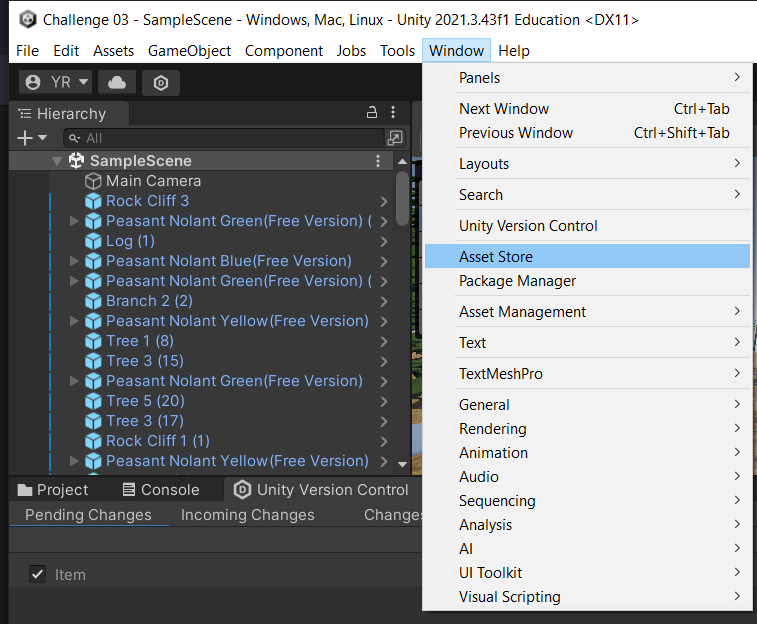 Challenge 03 - SampleScene - Windows, Mac, Linux - Unity 2021.3.43f1 Education <DX11>
File Edit Assets GameObject Component Jobs Tools Window Help
YR
Hierarchy
All
SampleScene
Main Camera
Rock Cliff 3
Peasant Nolant Green(Free Version) (
Log (1)
Peasant Nolant Blue(Free Version)
Peasant Nolant Green(Free Version) (
Branch 2 (2)
Peasant Nolant Yellow(Free Version)
Tree 1 (8)
Tree 3 (15)
Peasant Nolant Green(Free Version)
Tree 5 (20)
Tree 3 (17)
Rock Cliff 1 (1)
Peasant Nolant Yellow(Free Version)
Project Console Unity Version Control
Pending Changes Incoming Changes Changes
Item
Panels
Next Window Ctrl+Tab
Previous Window Ctrl+Shift+Tab
Layouts
Search
Unity Version Control
Asset Store
Package Manager
Asset Management
Text
TextMeshPro
General
Rendering
Animation
Audio
Sequencing
Analysis
AI
UI Toolkit
Visual Scripting